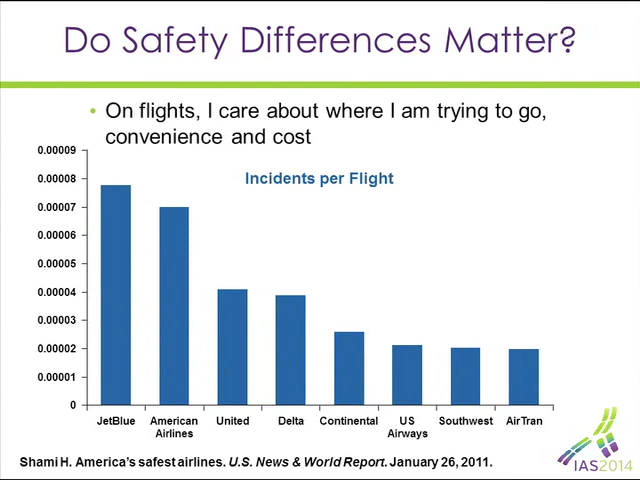 Do Safety Differences Matter?
• On flights, I care about where I am trying to go,
convenience and cost
Incidents per Flight
0.00009
0.00008
0.00007
0.00006
0.00005
0.00004
0.00003
0.00002
0.00001
0
JetBlue
American
Airlines
United
Delta
Continental
US
Airways
Southwest
AirTran
Shami H. America's safest airlines. U.S. News & World Report. January 26, 2011.
IAS2014